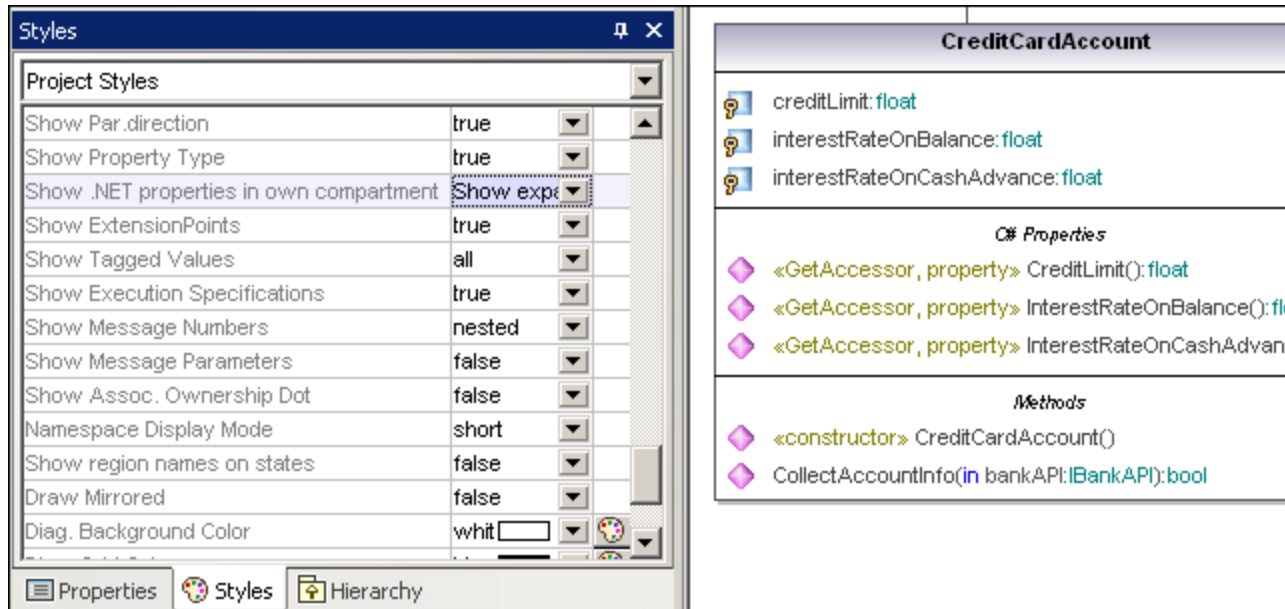 Styles
Project Styles
Show Par.direction true
Show Property Type true
Show .NET properties in own compartment Show expa
Show ExtensionPoints true
Show Tagged Values all
Show Execution Specifications true
Show Message Numbers nested
Show Message Parameters false
Show Assoc. Ownership Dot false
Namespace Display Mode short
Show region names on states false
Draw Mirrored false
Diag. Background Color whit
Properties Styles Hierarchy
CreditCardAccount
creditLimit:float
interestRateOnBalance:float
interestRateOnCashAdvance:float
C# Properties
«GetAccessor, property» CreditLimit():float
«GetAccessor, property» InterestRateOnBalance():fl
«GetAccessor, property» InterestRateOnCashAdvan
Methods
«constructor» CreditCardAccount()
CollectAccountInfo(in bankAPI:IBankAPI):bool